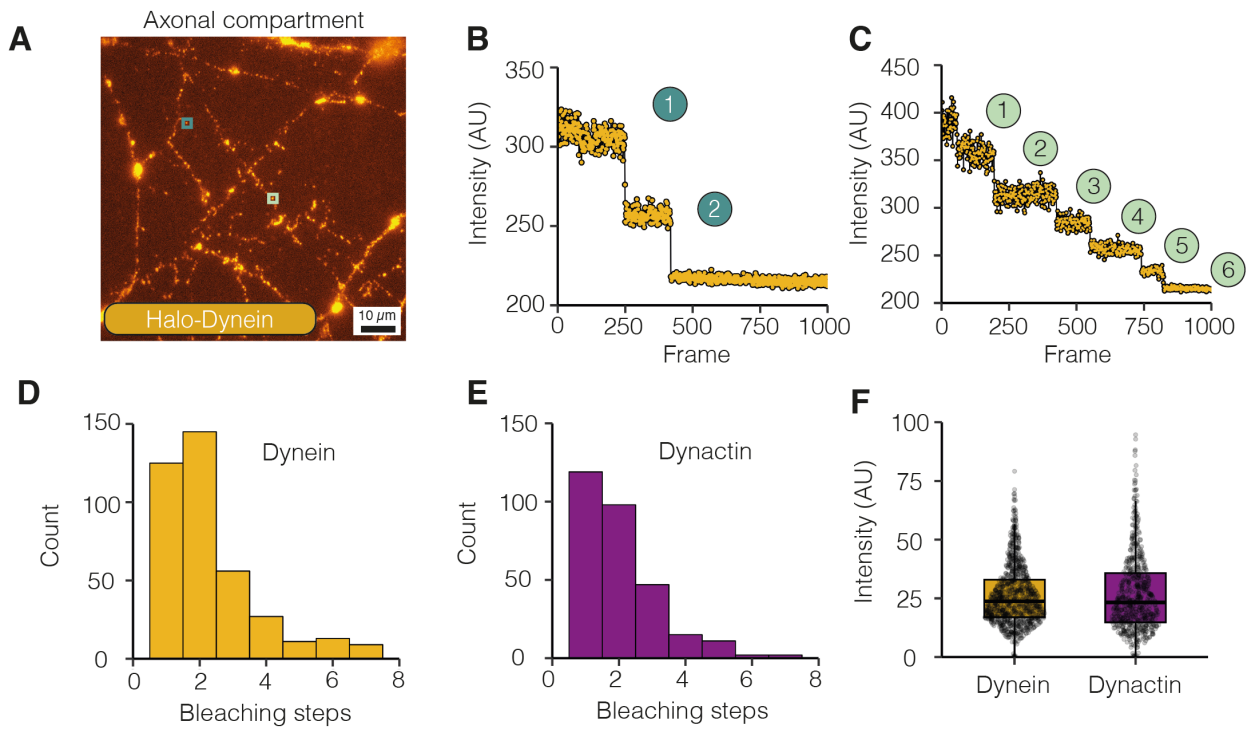 A
Axonal compartment
Halo-Dynein
10 µm
B
Intensity (AU)
350
300
250
200
0 250 500 750 1000
Frame
1
2
C
Intensity (AU)
450
400
350
300
250
200
0 250 500 750 1000
Frame
1
2
3
4
5
6
D
Dynein
Count
150
100
50
0
0 2 4 6 8
Bleaching steps
E
Dynactin
Count
150
100
50
0
0 2 4 6 8
Bleaching steps
F
Intensity (AU)
100
75
50
25
0
Dynein Dynactin